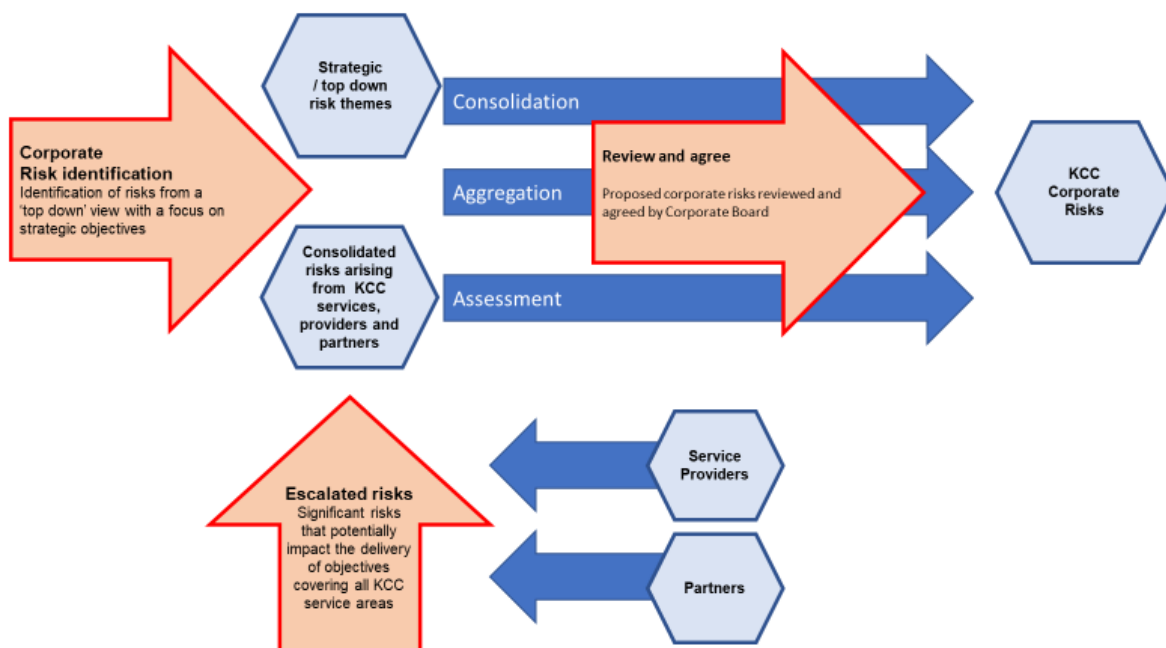 Strategic
/ top down
risk themes
Corporate
Risk identification
Identification of risks from a
'top down' view with a focus on
strategic objectives
Consolidation
Review and agree
Aggregation
Proposed corporate risks reviewed and
agreed by Corporate Board
KCC
Corporate
Risks
Consolidated
risks arising
from KCC
services,
providers and
partners
Assessment
Escalated risks
Significant risks
that potentially
impact the delivery
of objectives
covering all KCC
service areas
Service
Providers
Partners